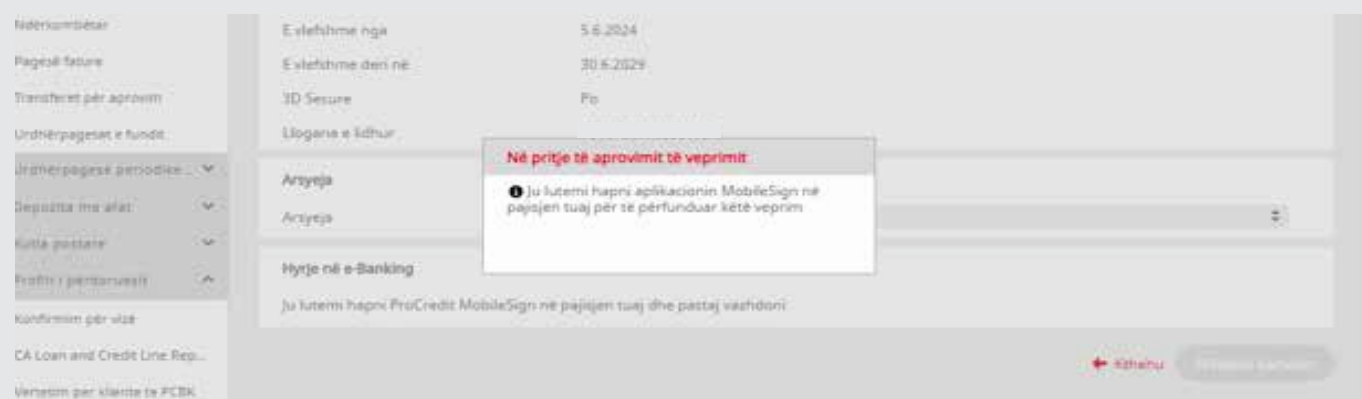 Ndërkombëtar
Pagesë fature
Transferet për aprovim
Urdhërpagesat e fundit
Urdhërpagesë periodike...
Depozita me afat
Kutia postare
Profili i përdoruesit
Konfirmim për vizë
CA Loan and Credit Line Rep...
Vertetim per kliente te PCBK
E vlefshme nga 5.6.2024
E vlefshme deri në 30.6.2029
3D Secure Po
Llogaria e lidhur
Arsyeja
Arsyeja
Në pritje të aprovimit të veprimit
Ju lutemi hapni aplikacionin MobileSign në
pajisjen tuaj për të përfunduar këtë veprim
Hyrje në e-Banking
Ju lutemi hapni ProCredit MobileSign në pajisjen tuaj dhe pastaj vazhdoni
Kthehu